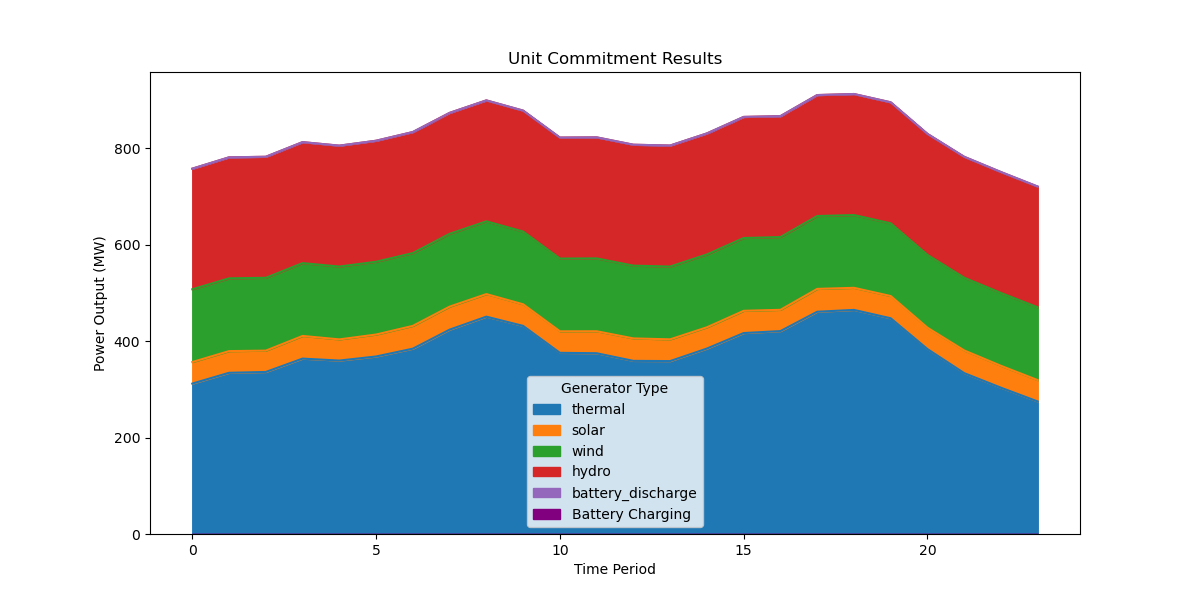 Unit Commitment Results
Power Output (MW)
800
600
400
200
0
Generator Type
thermal
solar
wind
hydro
battery_discharge
Battery Charging
0 5 10 15 20
Time Period